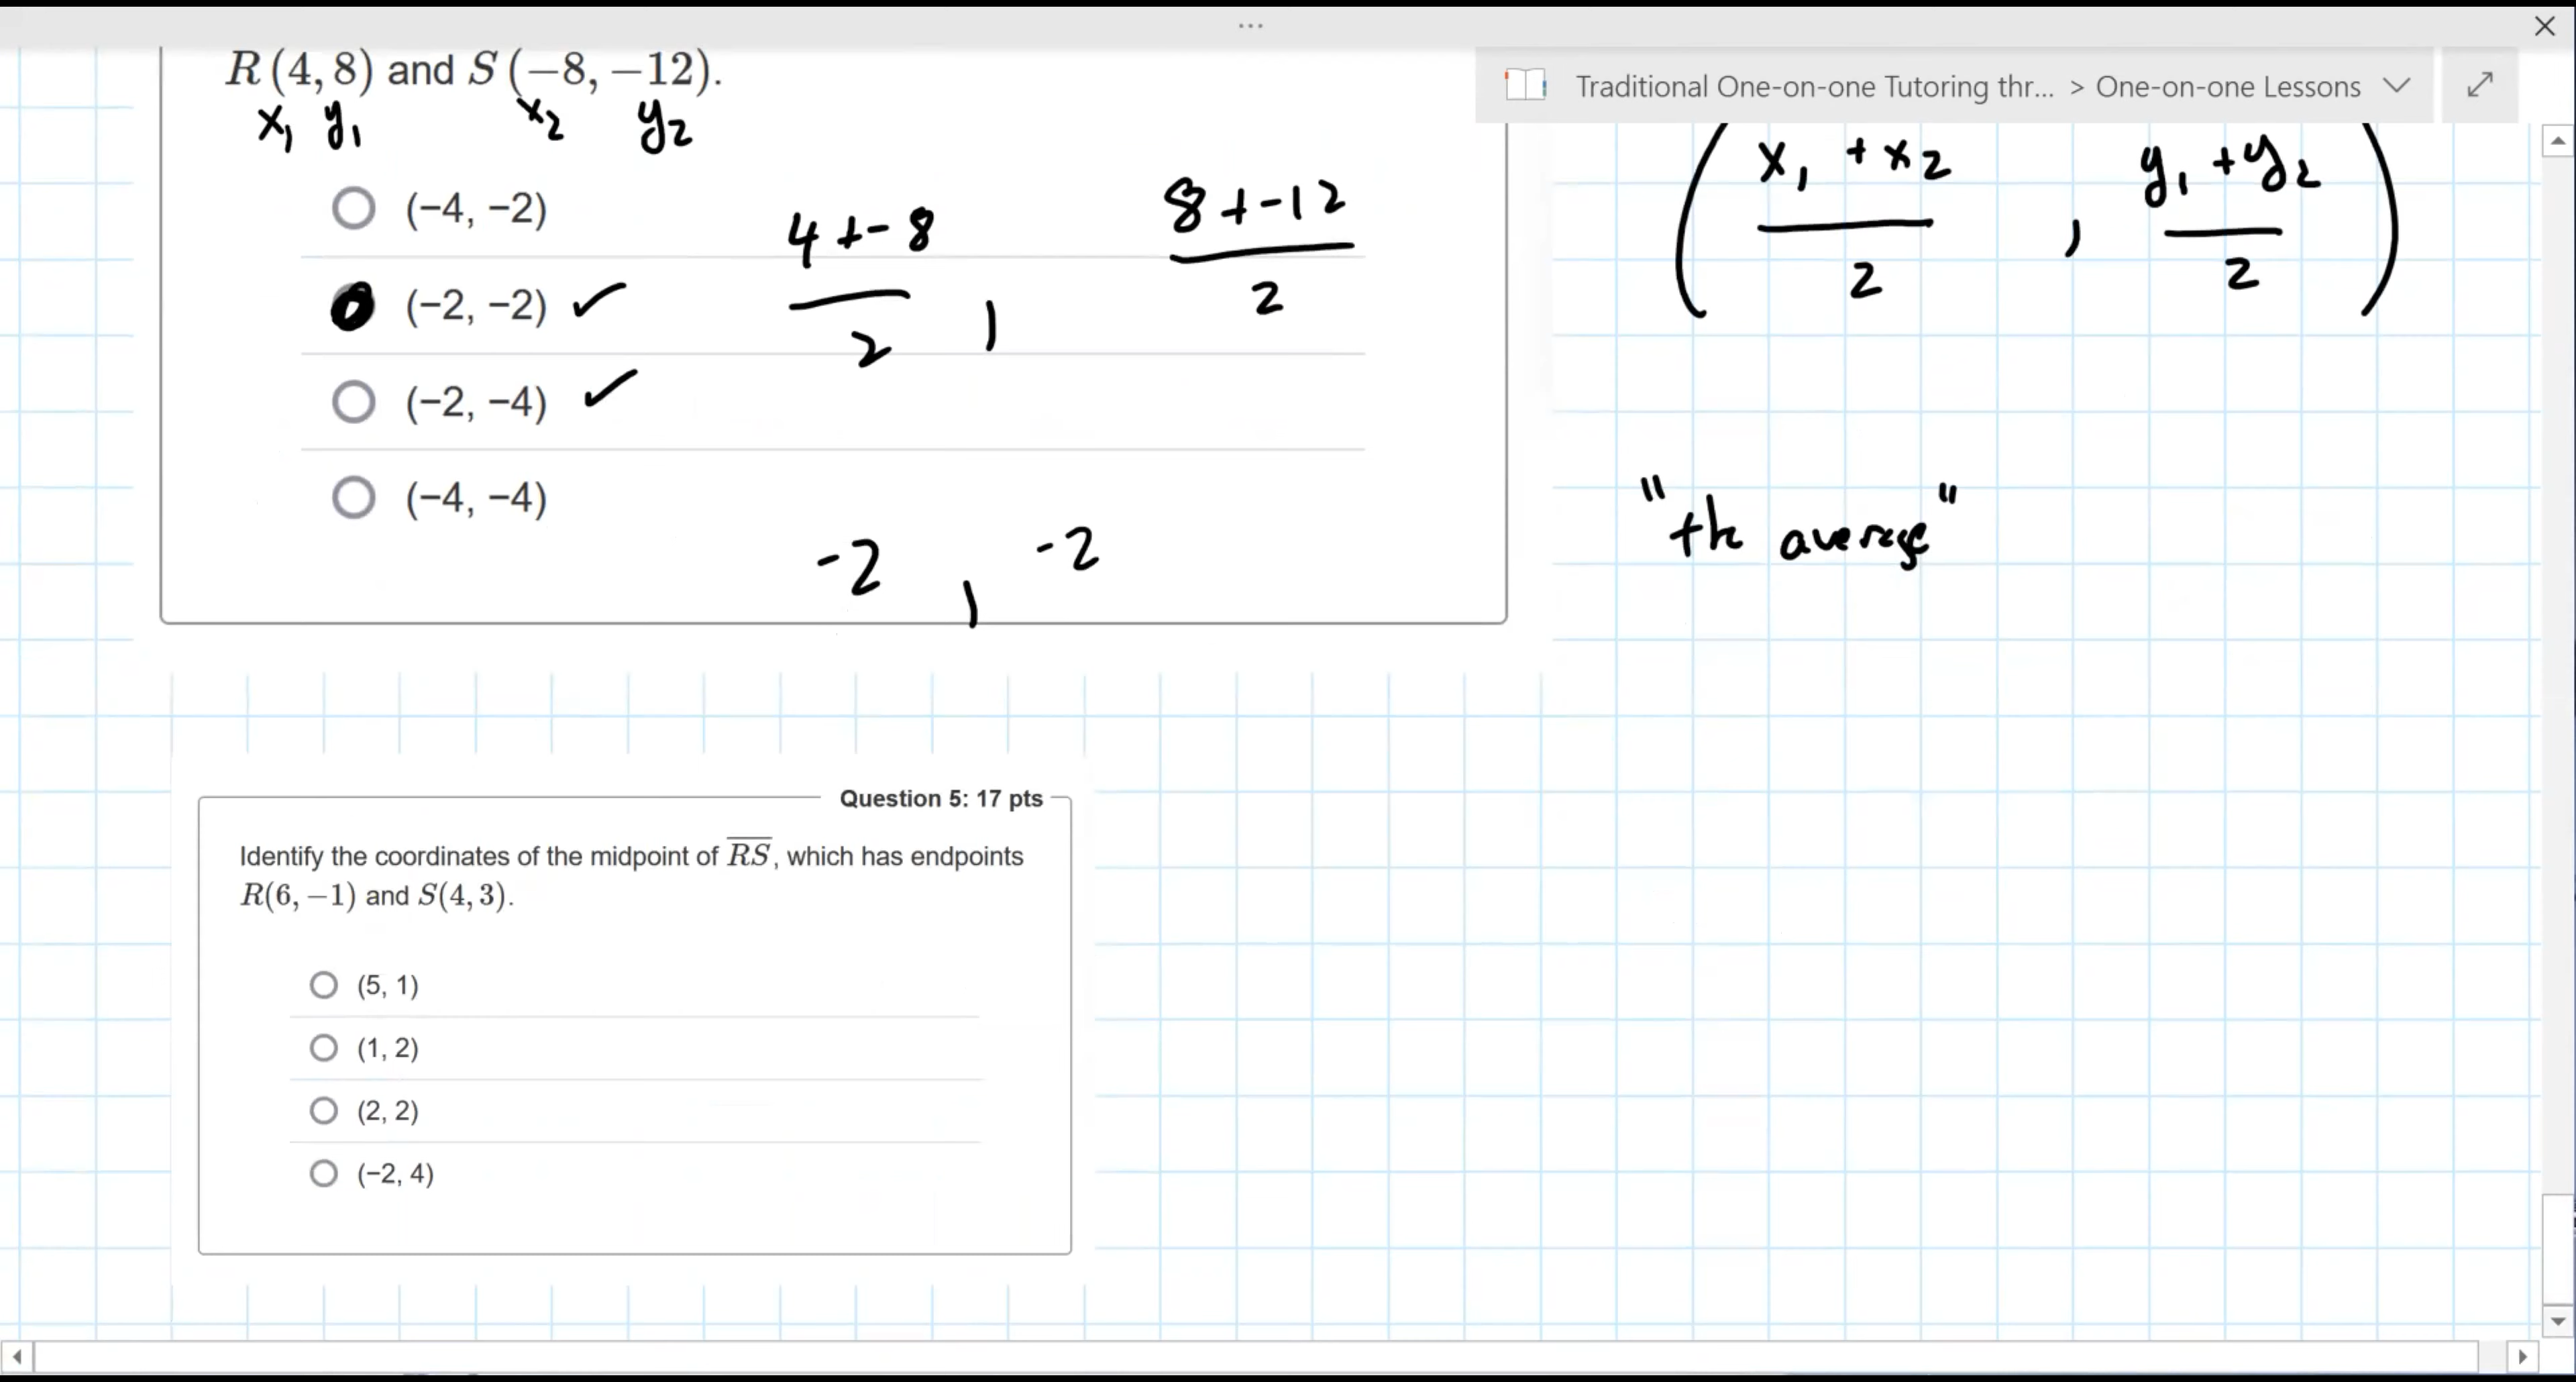 R (4, 8) and S (−8, −12).
x₁ y₁ x₂ y₂
Traditional One-on-one Tutoring thr... > One-on-one Lessons
(−4, −2)
(−2, −2) ✓
(−2, −4) ✓
(−4, −4)
4 + -8
2
,
8 + -12
2
-2 , -2
( x₁ + x₂ , y₁ + y₂ )
2 2
"the average"
Question 5: 17 pts
Identify the coordinates of the midpoint of R̅S̅, which has endpoints
R(6, −1) and S(4, 3).
(5, 1)
(1, 2)
(2, 2)
(−2, 4)